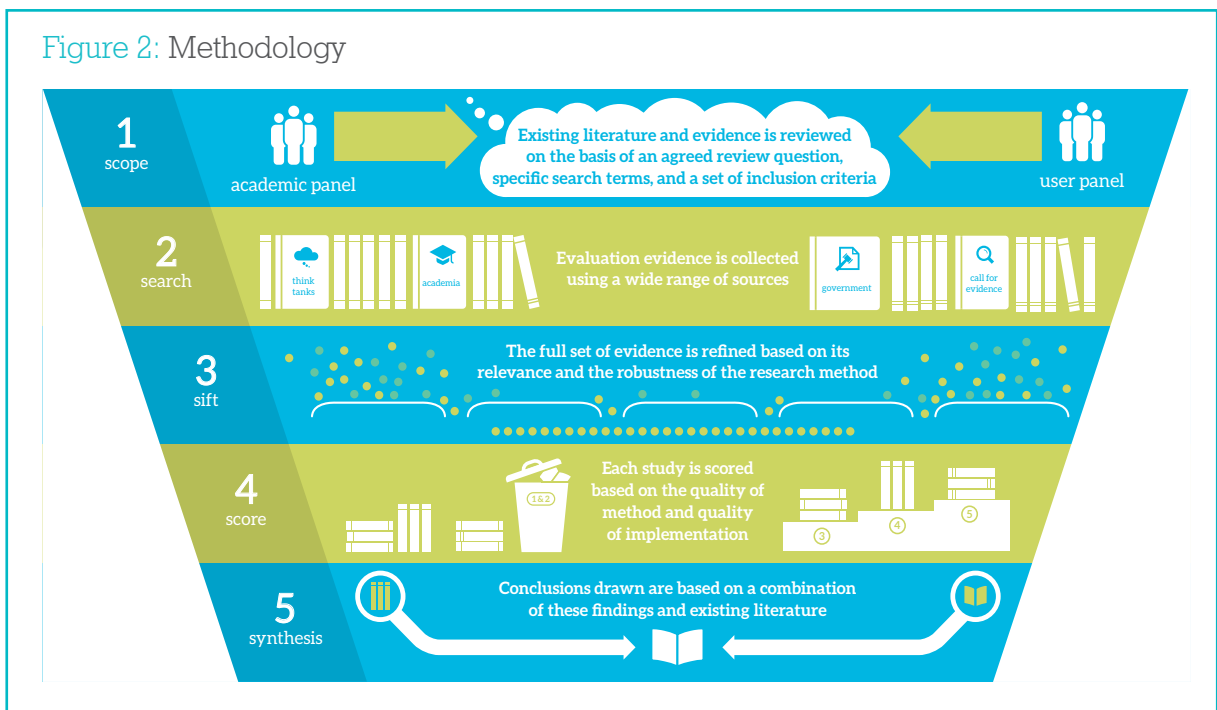 Figure 2: Methodology
1
scope
academic panel
Existing literature and evidence is reviewed
on the basis of an agreed review question,
specific search terms, and a set of inclusion criteria
user panel
2
search
think
tanks
academia
Evaluation evidence is collected
using a wide range of sources
government
call for
evidence
3
sift
The full set of evidence is refined based on its
relevance and the robustness of the research method
4
score
1 & 2
Each study is scored
based on the quality of
method and quality
of implementation
3
4
5
5
synthesis
Conclusions drawn are based on a combination
of these findings and existing literature